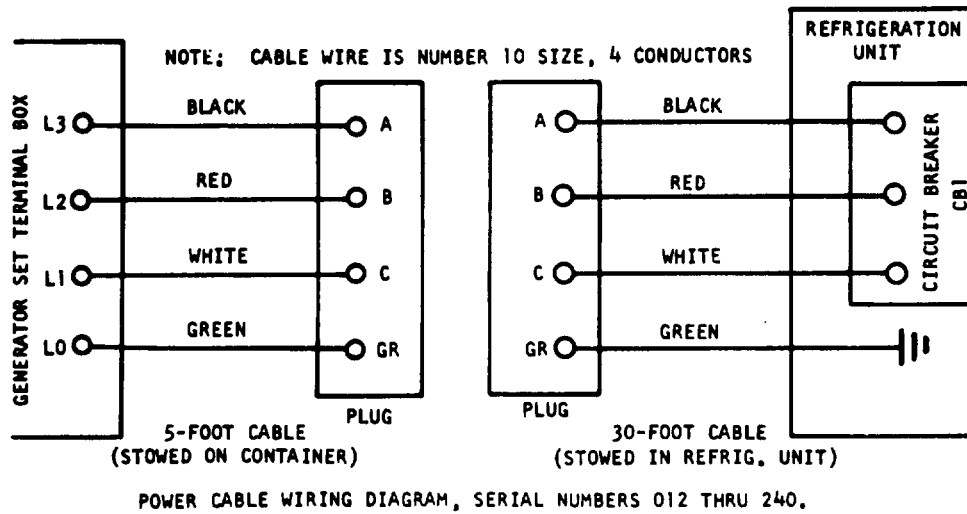 REFRIGERATION
UNIT
NOTE: CABLE WIRE IS NUMBER 10 SIZE, 4 CONDUCTORS
GENERATOR SET TERMINAL BOX
L3 BLACK A
L2 RED B
L1 WHITE C
L0 GREEN GR
PLUG
5-FOOT CABLE
(STOWED ON CONTAINER)
A BLACK
B RED
C WHITE
GR GREEN
CIRCUIT BREAKER
CB1
PLUG
30-FOOT CABLE
(STOWED IN REFRIG. UNIT)
POWER CABLE WIRING DIAGRAM, SERIAL NUMBERS 012 THRU 240.